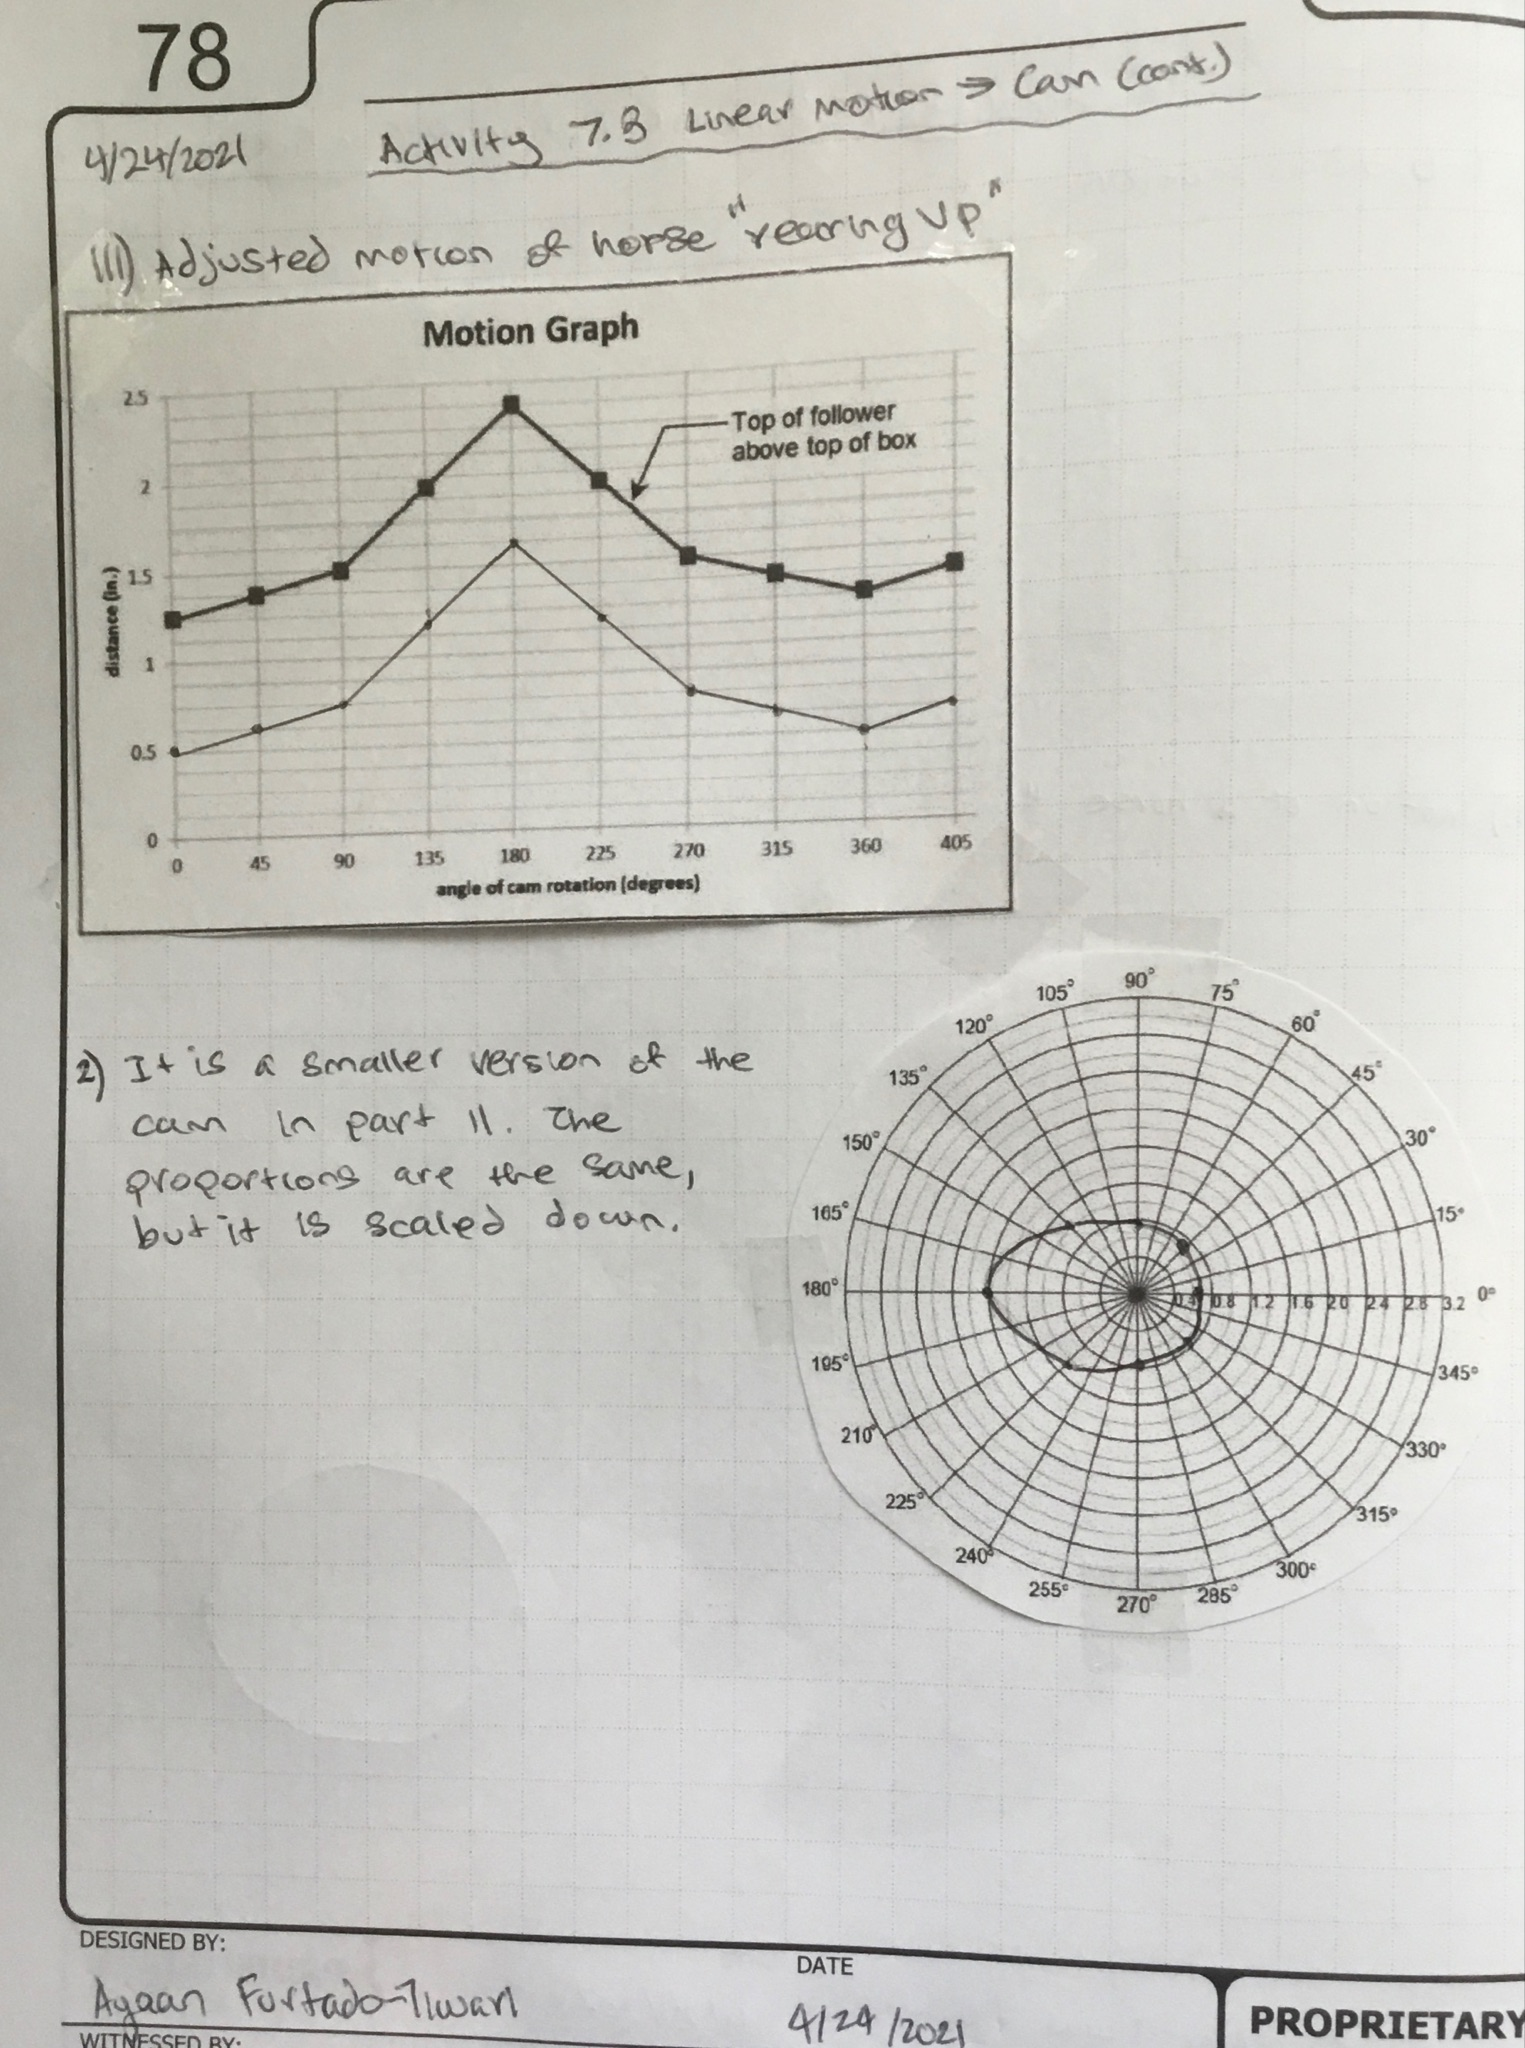 78
4/24/2021
Activity 7.3 Linear Motion → Cam (cont.)
III) Adjusted motion of horse "rearing up"
Motion Graph
2.5
2
1.5
1
0.5
0
distance (in.)
Top of follower
above top of box
0 45 90 135 180 225 270 315 360 405
angle of cam rotation (degrees)
2) It is a smaller version of the
cam in part II. The
proportions are the same,
but it is scaled down.
90°
105° 75°
120° 60°
135° 45°
150° 30°
165° 15°
180° 0.4 0.8 1.2 1.6 2.0 2.4 2.8 3.2 0°
195° 345°
210° 330°
225° 315°
240° 300°
255° 285°
270°
DESIGNED BY:
DATE
Ayaan Furtado-Tiwari
4/24/2021
WITNESSED BY:
PROPRIETARY